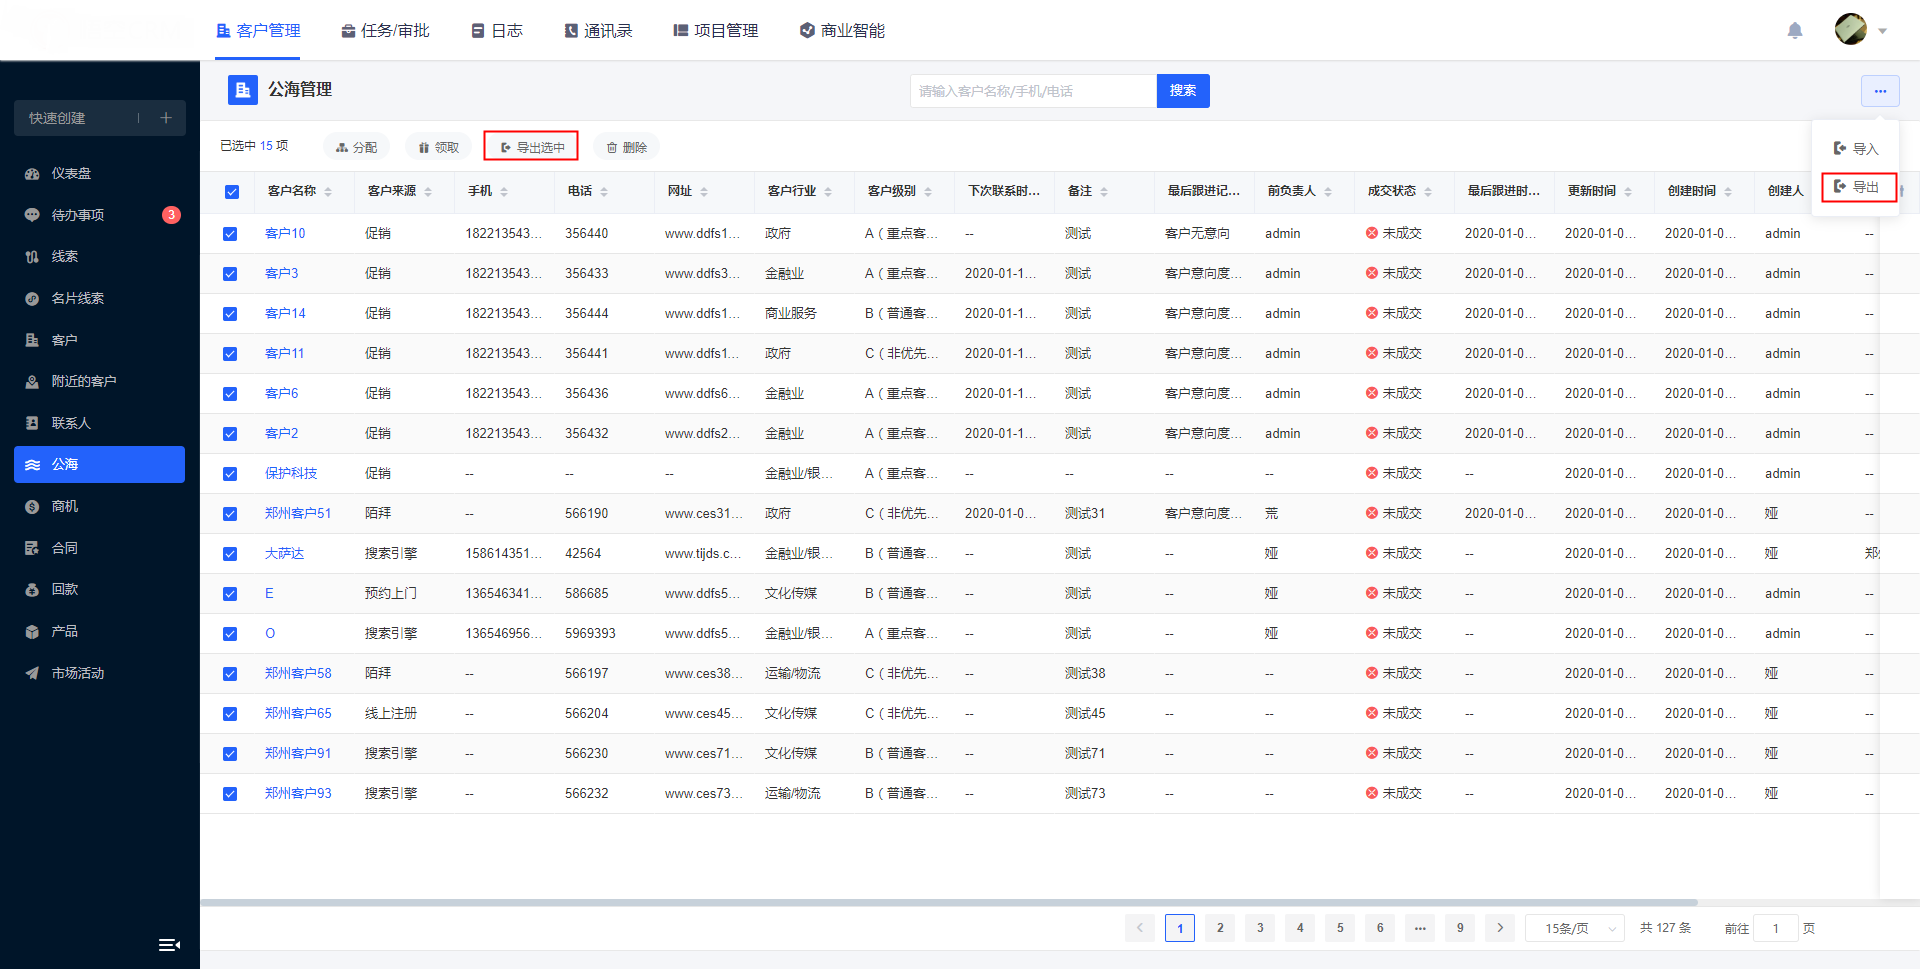 客户管理 任务/审批 日志 通讯录 项目管理 商业智能
快速创建
仪表盘
待办事项 3
线索
名片线索
客户
附近的客户
联系人
公海
商机
合同
回款
产品
市场活动
公海管理 请输入客户名称/手机/电话 搜索
已选中 15 项 分配 领取 导出选中 删除
导入
导出
客户名称 客户来源 手机 电话 网址 客户行业 客户级别 下次联系时... 备注 最后跟进记... 前负责人 成交状态 最后跟进时... 更新时间 创建时间 创建人
客户10 促销 182213543... 356440 www.ddfs1... 政府 A（重点客... -- 测试 客户无意向 admin 未成交 2020-01-0... 2020-01-0... 2020-01-0... admin --
客户3 促销 182213543... 356433 www.ddfs3... 金融业 A（重点客... 2020-01-1... 测试 客户意向度... admin 未成交 2020-01-0... 2020-01-0... 2020-01-0... admin --
客户14 促销 182213543... 356444 www.ddfs1... 商业服务 B（普通客... 2020-01-1... 测试 客户意向度... admin 未成交 2020-01-0... 2020-01-0... 2020-01-0... admin --
客户11 促销 182213543... 356441 www.ddfs1... 政府 C（非优先... 2020-01-1... 测试 客户意向度... admin 未成交 2020-01-0... 2020-01-0... 2020-01-0... admin --
客户6 促销 182213543... 356436 www.ddfs6... 金融业 A（重点客... 2020-01-1... 测试 客户意向度... admin 未成交 2020-01-0... 2020-01-0... 2020-01-0... admin --
客户2 促销 182213543... 356432 www.ddfs2... 金融业 A（重点客... 2020-01-1... 测试 客户意向度... admin 未成交 2020-01-0... 2020-01-0... 2020-01-0... admin --
保护科技 促销 -- -- -- 金融业/银... A（重点客... -- -- -- -- 未成交 -- 2020-01-0... 2020-01-0... admin --
郑州客户51 陌拜 -- 566190 www.ces31... 政府 C（非优先... 2020-01-0... 测试31 客户意向度... 荒 未成交 2020-01-0... 2020-01-0... 2020-01-0... 娅 --
大萨达 搜索引擎 158614351... 42564 www.tijds.c... 金融业/银... B（普通客... -- 测试 -- 娅 未成交 -- 2020-01-0... 2020-01-0... 娅 郑
E 预约上门 136546341... 586685 www.ddfs5... 文化传媒 B（普通客... -- 测试 -- 娅 未成交 -- 2020-01-0... 2020-01-0... admin --
O 搜索引擎 136546956... 5969393 www.ddfs5... 金融业/银... A（重点客... -- 测试 -- 娅 未成交 -- 2020-01-0... 2020-01-0... admin --
郑州客户58 陌拜 -- 566197 www.ces38... 运输/物流 C（非优先... -- 测试38 -- -- 未成交 -- 2020-01-0... 2020-01-0... 娅 --
郑州客户65 线上注册 -- 566204 www.ces45... 文化传媒 C（非优先... -- 测试45 -- -- 未成交 -- 2020-01-0... 2020-01-0... 娅 --
郑州客户91 搜索引擎 -- 566230 www.ces71... 文化传媒 B（普通客... -- 测试71 -- -- 未成交 -- 2020-01-0... 2020-01-0... 娅 --
郑州客户93 搜索引擎 -- 566232 www.ces73... 运输/物流 B（普通客... -- 测试73 -- -- 未成交 -- 2020-01-0... 2020-01-0... 娅 --
1 2 3 4 5 6 ... 9 15条/页 共 127 条 前往 1 页